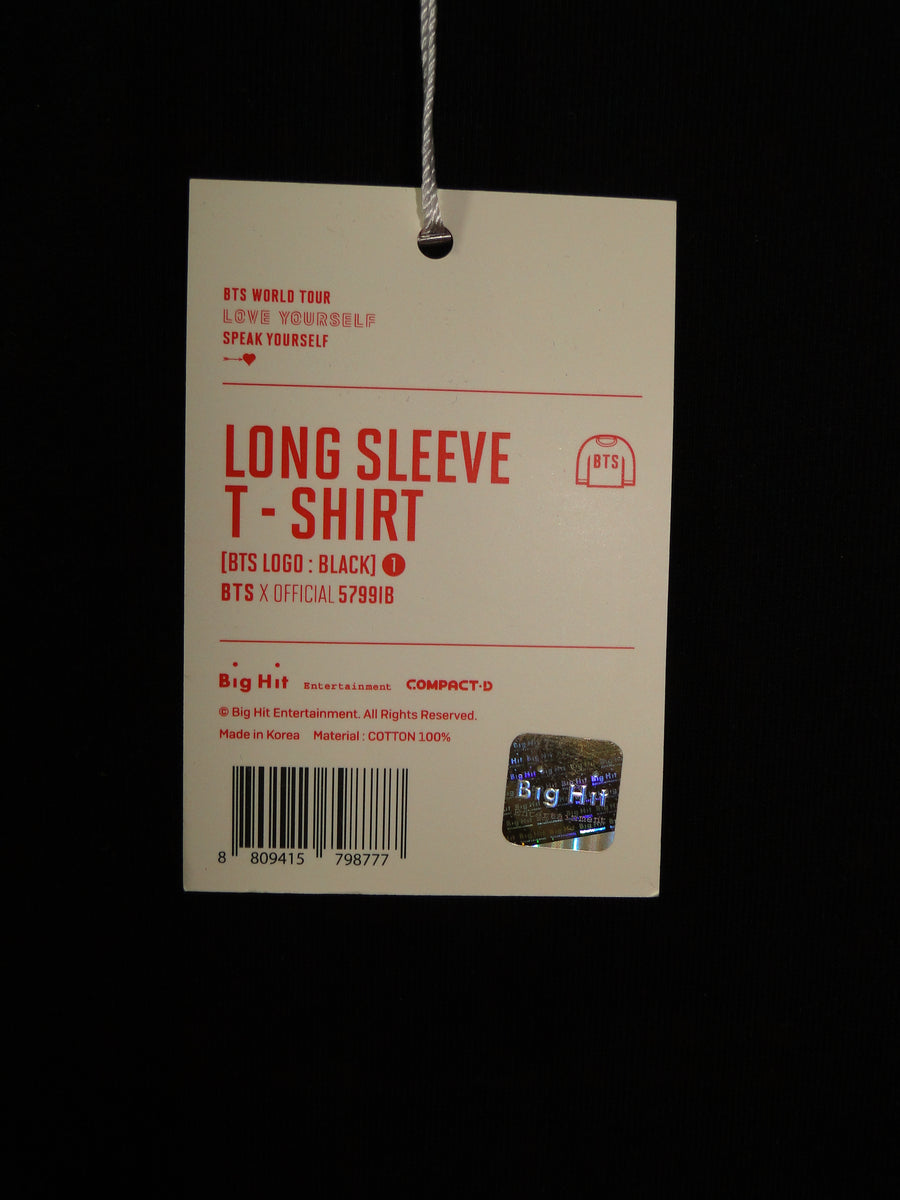 BTS WORLD TOUR
LOVE YOURSELF
SPEAK YOURSELF
LONG SLEEVE
T - SHIRT
BTS
[BTS LOGO : BLACK] 1
BTS X OFFICIAL 5799IB
Big Hit Entertainment COMPACT·D
© Big Hit Entertainment. All Rights Reserved.
Made in Korea Material : COTTON 100%
Big Hit
8 809415 798777